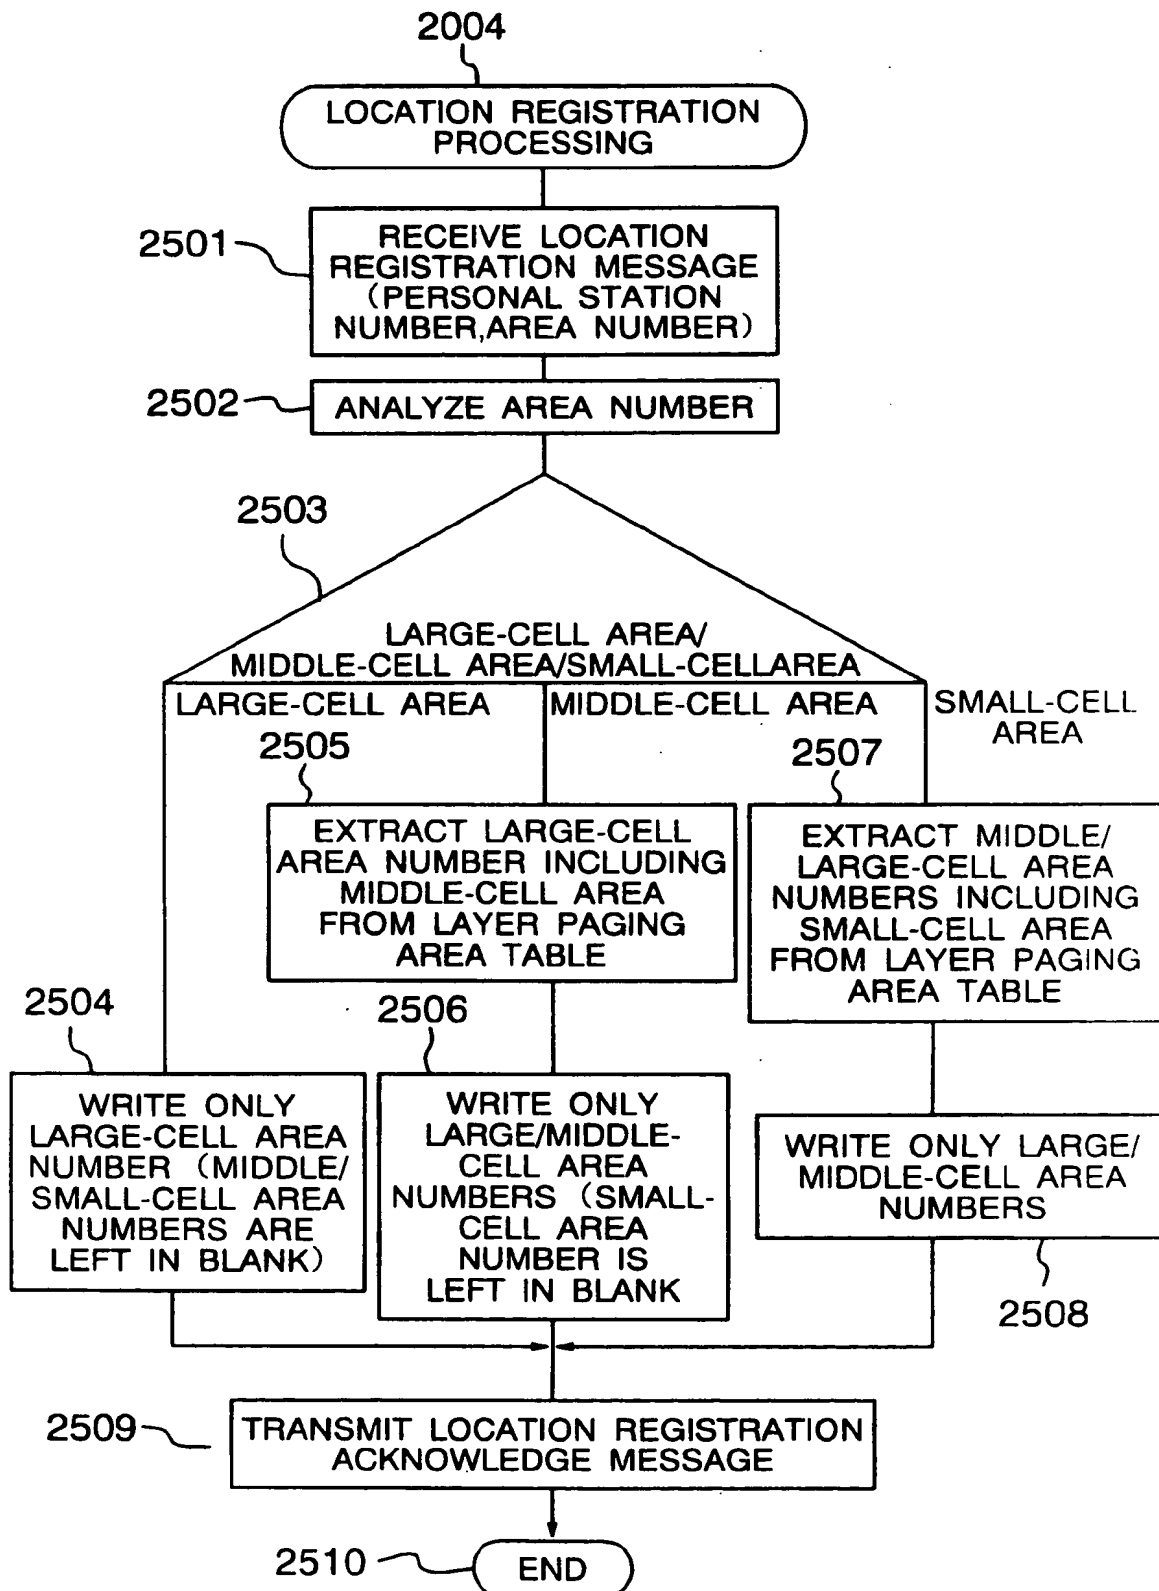 2004
LOCATION REGISTRATION
PROCESSING
2501
RECEIVE LOCATION
REGISTRATION MESSAGE
(PERSONAL STATION
NUMBER,AREA NUMBER)
2502
ANALYZE AREA NUMBER
2503
LARGE-CELL AREA/
MIDDLE-CELL AREA/SMALL-CELLAREA
LARGE-CELL AREA
MIDDLE-CELL AREA
SMALL-CELL
AREA
2505
EXTRACT LARGE-CELL
AREA NUMBER INCLUDING
MIDDLE-CELL AREA
FROM LAYER PAGING
AREA TABLE
2507
EXTRACT MIDDLE/
LARGE-CELL AREA
NUMBERS INCLUDING
SMALL-CELL AREA
FROM LAYER PAGING
AREA TABLE
2504
WRITE ONLY
LARGE-CELL AREA
NUMBER (MIDDLE/
SMALL-CELL AREA
NUMBERS ARE
LEFT IN BLANK)
2506
WRITE ONLY
LARGE/MIDDLE-
CELL AREA
NUMBERS (SMALL-
CELL AREA
NUMBER IS
LEFT IN BLANK
WRITE ONLY LARGE/
MIDDLE-CELL AREA
NUMBERS
2508
2509
TRANSMIT LOCATION REGISTRATION
ACKNOWLEDGE MESSAGE
2510
END